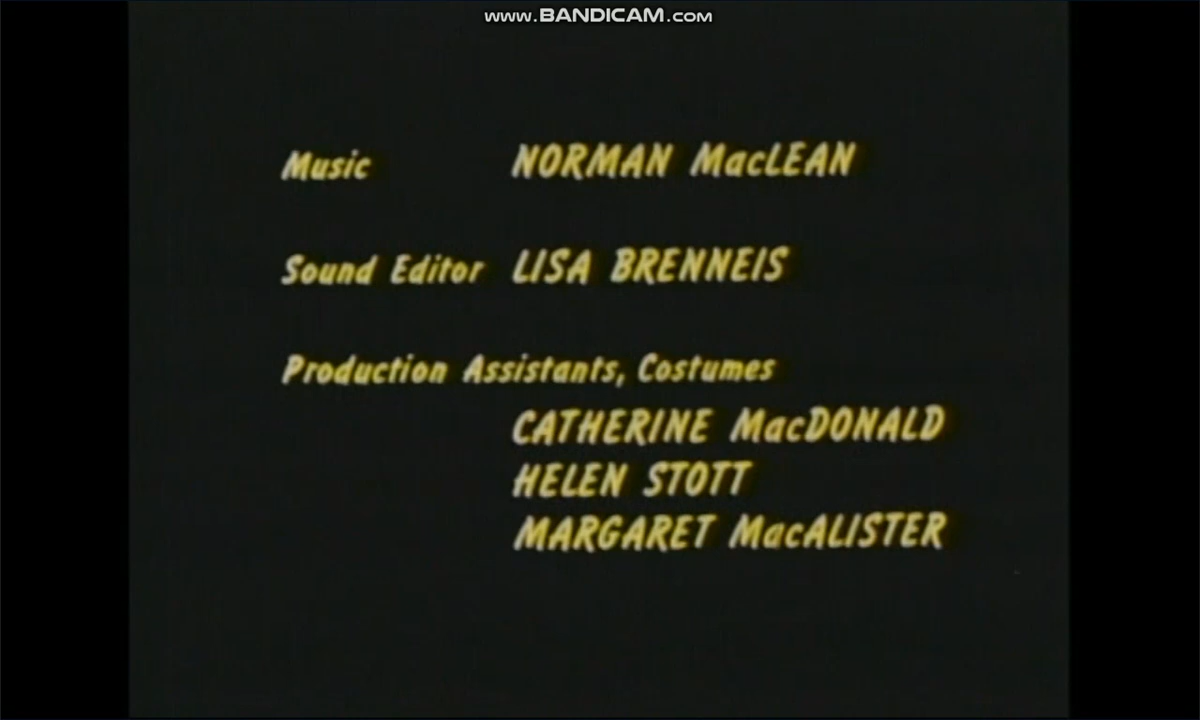 www.BANDICAM.com
Music NORMAN MacLEAN
Sound Editor LISA BRENNEIS
Production Assistants, Costumes
CATHERINE MacDONALD
HELEN STOTT
MARGARET MacALISTER